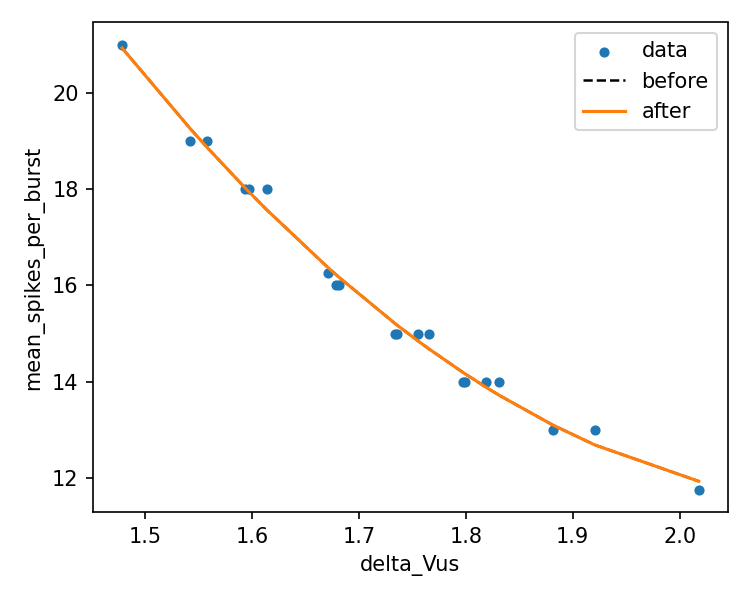 data
before
after
20
18
16
14
12
mean_spikes_per_burst
1.5 1.6 1.7 1.8 1.9 2.0
delta_Vus